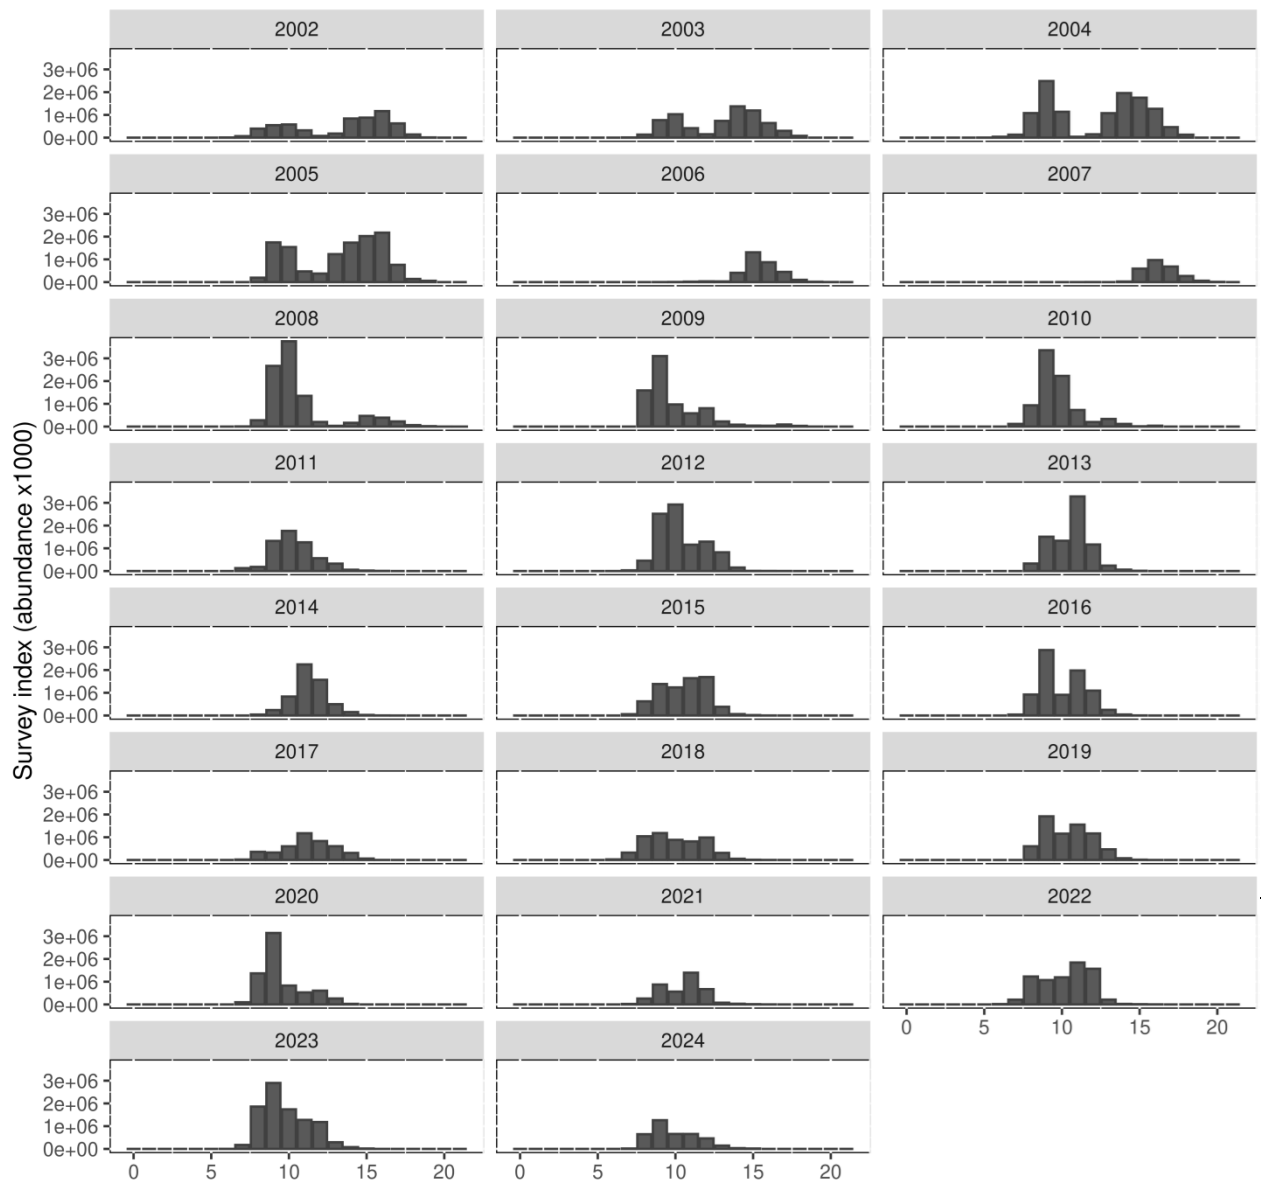 2002 2003 2004
3e+06
2e+06
1e+06
0e+00
2005 2006 2007
3e+06
2e+06
1e+06
0e+00
2008 2009 2010
3e+06
2e+06
1e+06
0e+00
Survey index (abundance x1000)
2011 2012 2013
3e+06
2e+06
1e+06
0e+00
2014 2015 2016
3e+06
2e+06
1e+06
0e+00
2017 2018 2019
3e+06
2e+06
1e+06
0e+00
2020 2021 2022
3e+06
2e+06
1e+06
0e+00
0 5 10 15 20
2023 2024
3e+06
2e+06
1e+06
0e+00
0 5 10 15 20 0 5 10 15 20